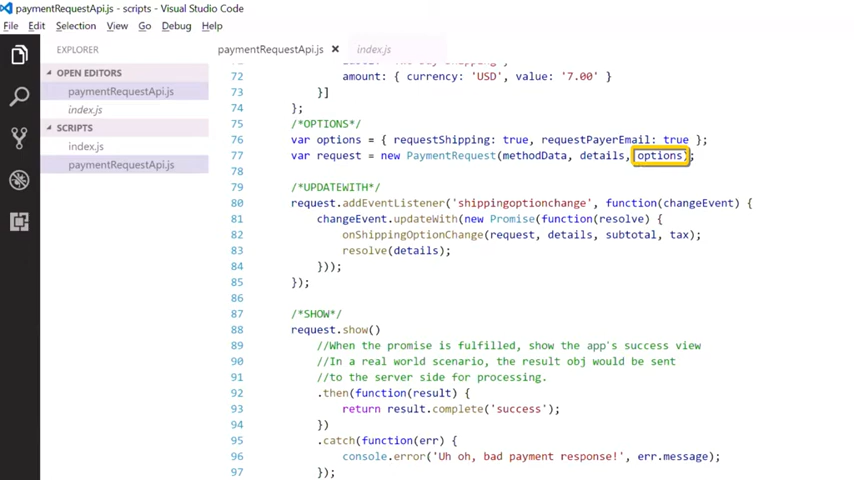 paymentRequestApi.js - scripts - Visual Studio Code
File Edit Selection View Go Debug Help
EXPLORER
OPEN EDITORS
paymentRequestApi.js
index.js
SCRIPTS
index.js
paymentRequestApi.js
paymentRequestApi.js × index.js
72 amount: { currency: 'USD', value: '7.00' }
73 }]
74 };
75 /*OPTIONS*/
76 var options = { requestShipping: true, requestPayerEmail: true };
77 var request = new PaymentRequest(methodData, details, options);
78
79 /*UPDATEWITH*/
80 request.addEventListener('shippingoptionchange', function(changeEvent) {
81 changeEvent.updateWith(new Promise(function(resolve) {
82 onShippingOptionChange(request, details, subtotal, tax);
83 resolve(details);
84 }));
85 });
86
87 /*SHOW*/
88 request.show()
89 //When the promise is fulfilled, show the app's success view
90 //In a real world scenario, the result obj would be sent
91 //to the server side for processing.
92 .then(function(result) {
93 return result.complete('success');
94 })
95 .catch(function(err) {
96 console.error('Uh oh, bad payment response!', err.message);
97 });